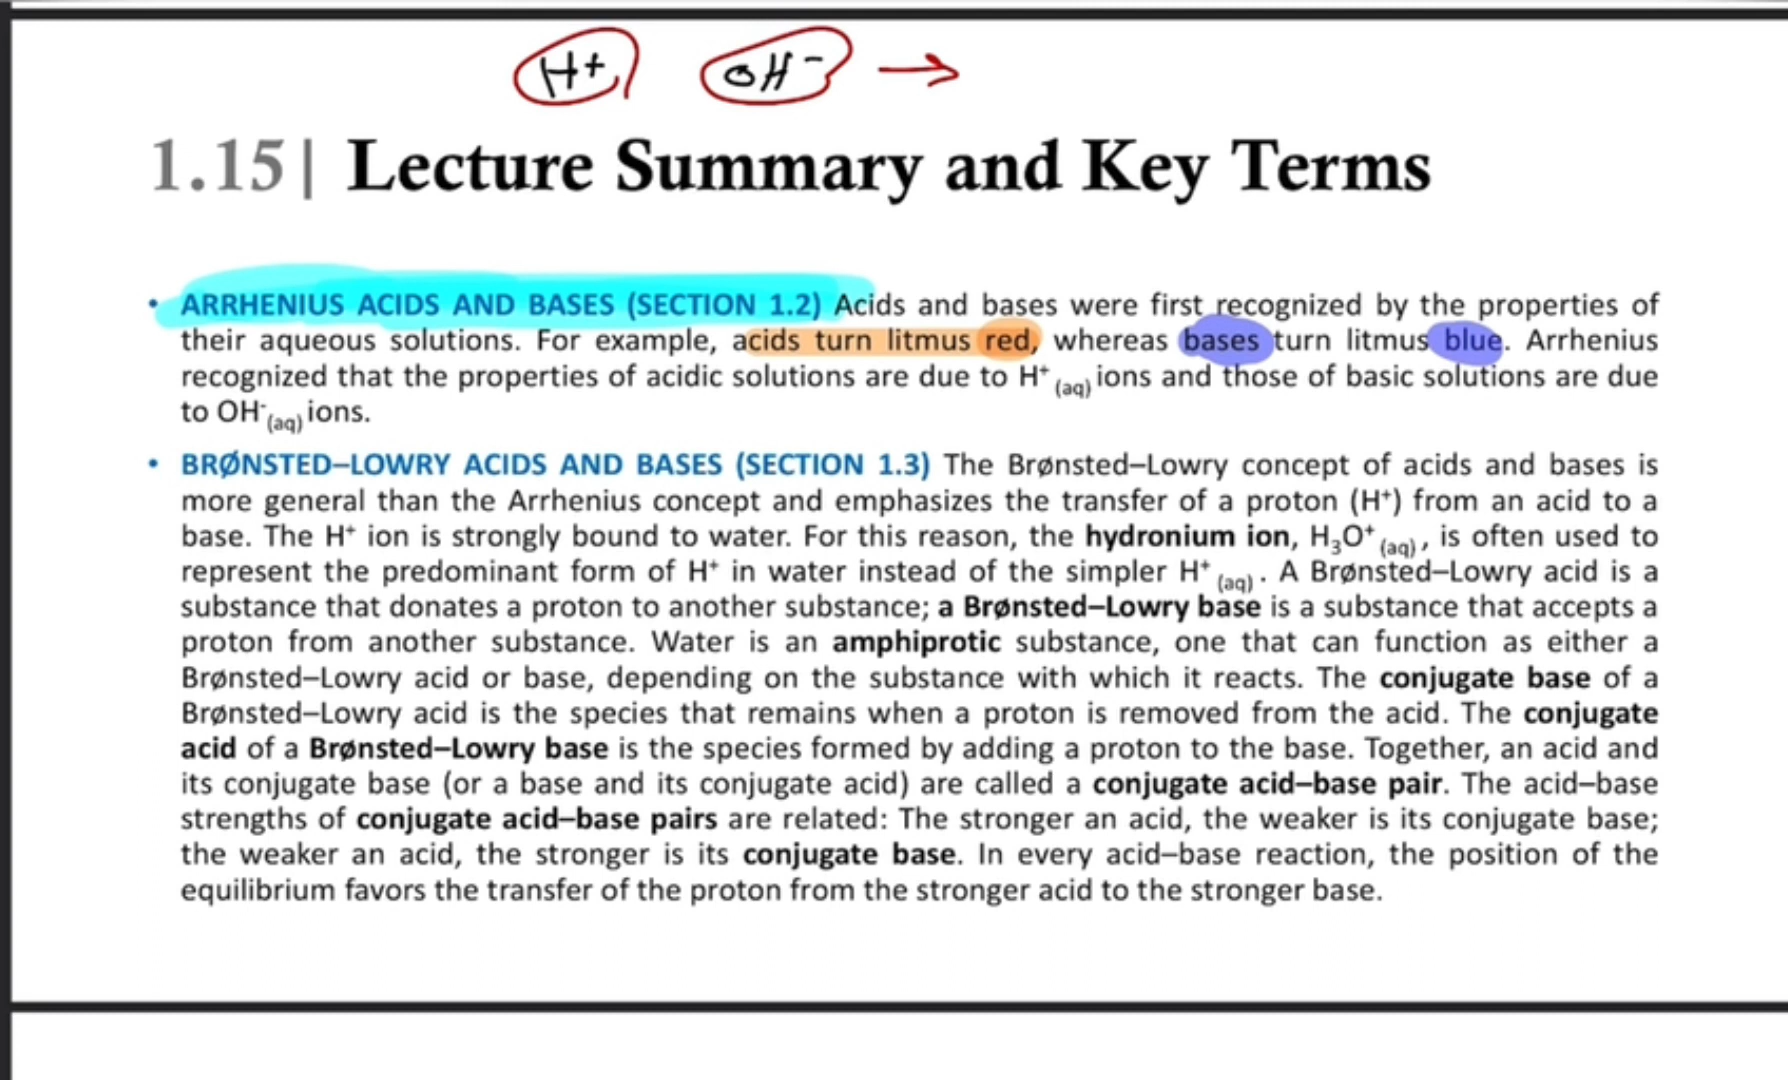 H+ OH- →
1.15| Lecture Summary and Key Terms
• ARRHENIUS ACIDS AND BASES (SECTION 1.2) Acids and bases were first recognized by the properties of
their aqueous solutions. For example, acids turn litmus red, whereas bases turn litmus blue. Arrhenius
recognized that the properties of acidic solutions are due to H⁺ (aq) ions and those of basic solutions are due
to OH⁻(aq) ions.
• BRØNSTED–LOWRY ACIDS AND BASES (SECTION 1.3) The Brønsted–Lowry concept of acids and bases is
more general than the Arrhenius concept and emphasizes the transfer of a proton (H⁺) from an acid to a
base. The H⁺ ion is strongly bound to water. For this reason, the hydronium ion, H₃O⁺ (aq) , is often used to
represent the predominant form of H⁺ in water instead of the simpler H⁺ (aq) . A Brønsted–Lowry acid is a
substance that donates a proton to another substance; a Brønsted–Lowry base is a substance that accepts a
proton from another substance. Water is an amphiprotic substance, one that can function as either a
Brønsted–Lowry acid or base, depending on the substance with which it reacts. The conjugate base of a
Brønsted–Lowry acid is the species that remains when a proton is removed from the acid. The conjugate
acid of a Brønsted–Lowry base is the species formed by adding a proton to the base. Together, an acid and
its conjugate base (or a base and its conjugate acid) are called a conjugate acid–base pair. The acid–base
strengths of conjugate acid–base pairs are related: The stronger an acid, the weaker is its conjugate base;
the weaker an acid, the stronger is its conjugate base. In every acid–base reaction, the position of the
equilibrium favors the transfer of the proton from the stronger acid to the stronger base.